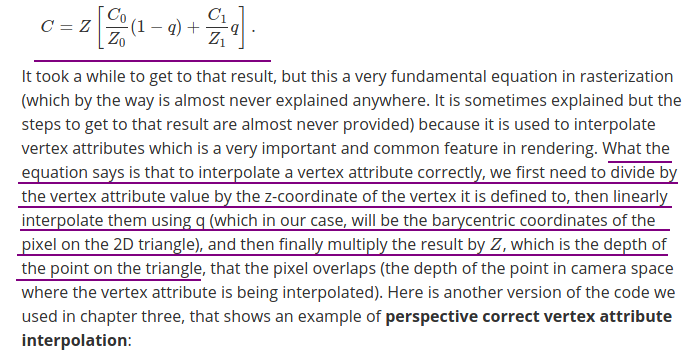 C = Z [ C₀/Z₀ (1 − q) + C₁/Z₁ q ] .
It took a while to get to that result, but this a very fundamental equation in rasterization
(which by the way is almost never explained anywhere. It is sometimes explained but the
steps to get to that result are almost never provided) because it is used to interpolate
vertex attributes which is a very important and common feature in rendering. What the
equation says is that to interpolate a vertex attribute correctly, we first need to divide by
the vertex attribute value by the z-coordinate of the vertex it is defined to, then linearly
interpolate them using q (which in our case, will be the barycentric coordinates of the
pixel on the 2D triangle), and then finally multiply the result by Z, which is the depth of
the point on the triangle, that the pixel overlaps (the depth of the point in camera space
where the vertex attribute is being interpolated). Here is another version of the code we
used in chapter three, that shows an example of perspective correct vertex attribute
interpolation: